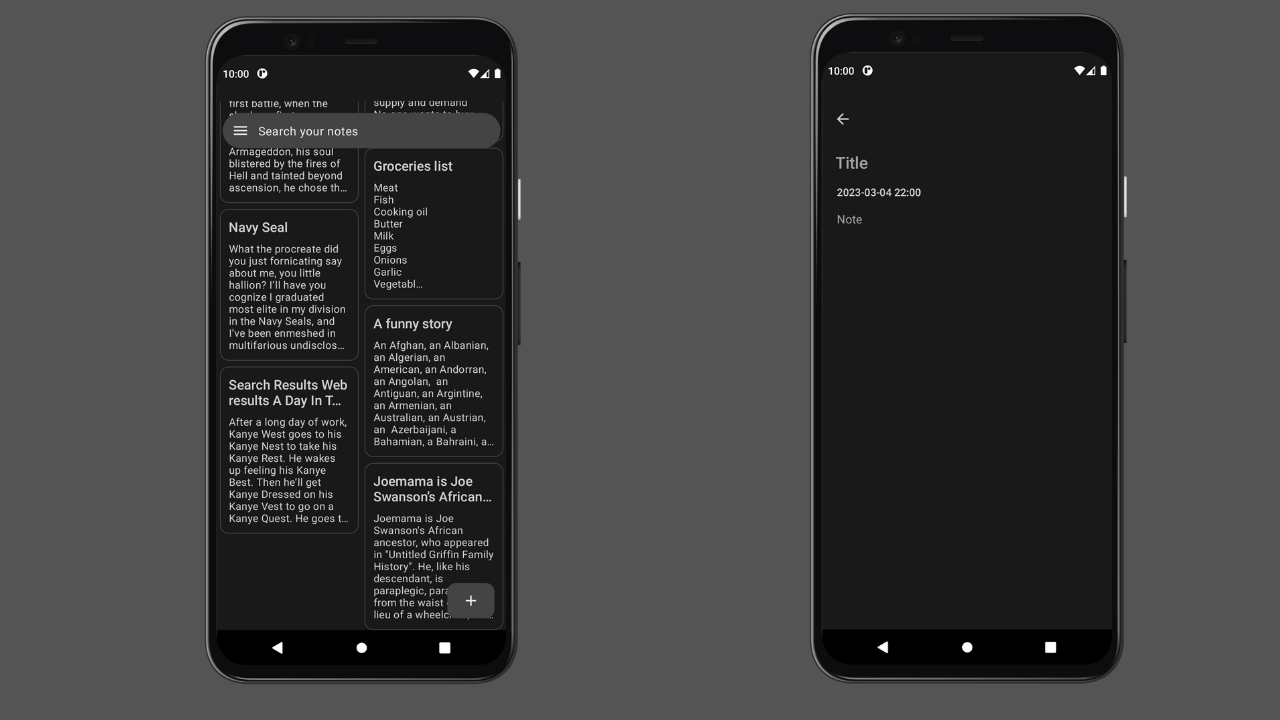 10:00
first battle, when the
Armageddon, his soul
blistered by the fires of
Hell and tainted beyond
ascension, he chose th...
Navy Seal
What the procreate did
you just fornicating say
about me, you little
hallion? I'll have you
cognize I graduated
most elite in my division
in the Navy Seals, and
I've been enmeshed in
multifarious undisclos...
Search Results Web
results A Day In T...
After a long day of work,
Kanye West goes to his
Kanye Nest to take his
Kanye Rest. He wakes
up feeling his Kanye
Best. Then he'll get
Kanye Dressed on his
Kanye Vest to go on a
Kanye Quest. He goes t...
supply and demand
Search your notes
Groceries list
Meat
Fish
Cooking oil
Butter
Milk
Eggs
Onions
Garlic
Vegetabl...
A funny story
An Afghan, an Albanian,
an Algerian, an
American, an Andorran,
an Angolan, an
Antiguan, an Argintine,
an Armenian, an
Australian, an Austrian,
an Azerbaijani, a
Bahamian, a Bahraini, a...
Joemama is Joe
Swanson's African...
Joemama is Joe
Swanson's African
ancestor, who appeared
in "Untitled Griffin Family
History". He, like his
descendant, is
paraplegic, par
from the waist
lieu of a wheelc
10:00
Title
2023-03-04 22:00
Note